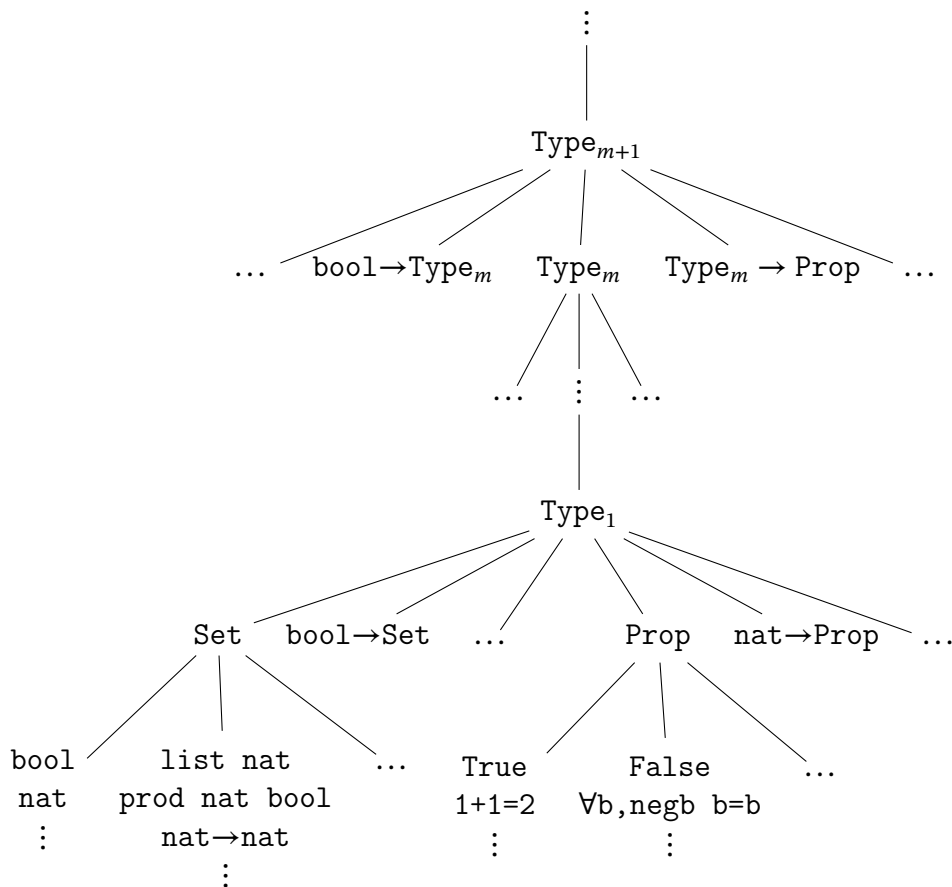 ⋮
Type_{m+1}
... bool→Type_m Type_m Type_m → Prop ...
... ⋮ ...
Type_1
Set bool→Set ... Prop nat→Prop ...
bool list nat ... True False ...
nat prod nat bool 1+1=2 ∀b,negb b=b
⋮ nat→nat ⋮ ⋮
⋮